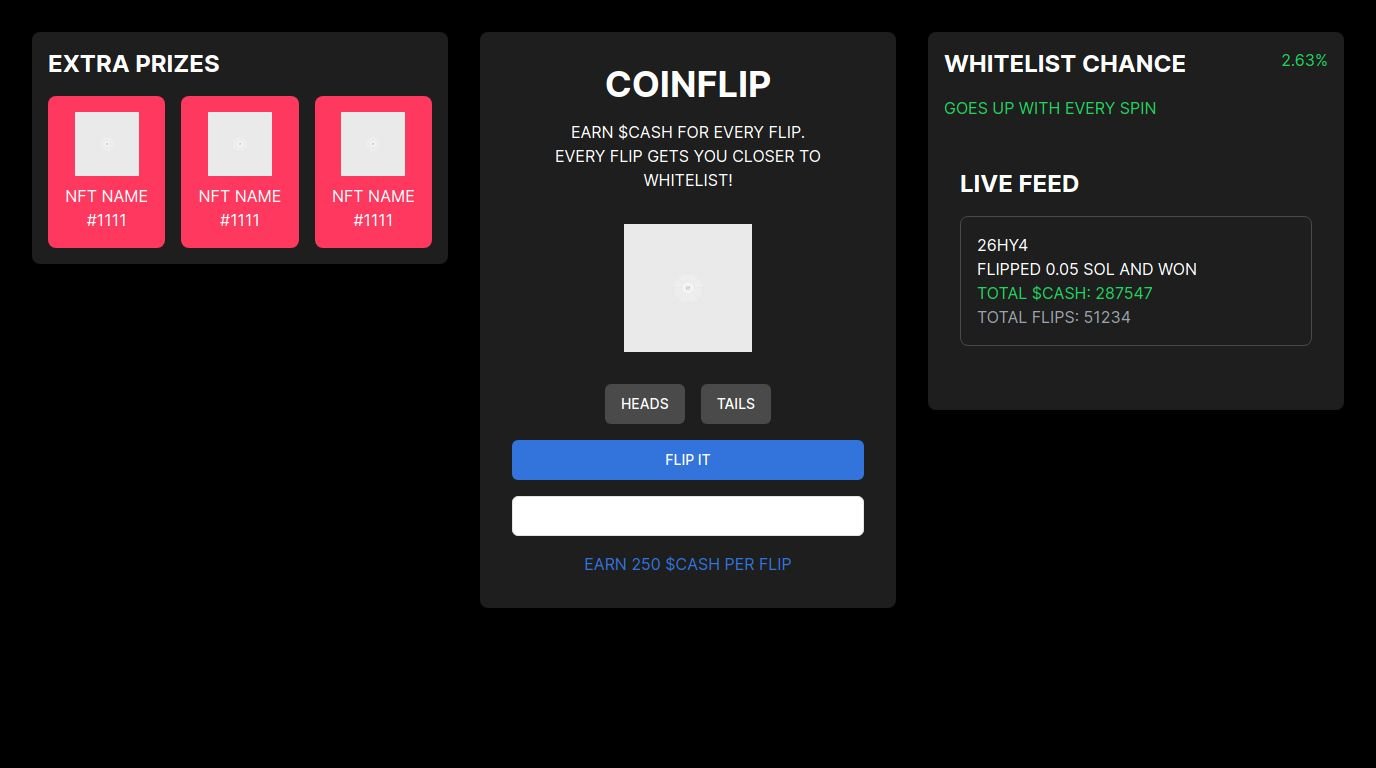 EXTRA PRIZES
NFT NAME
#1111
NFT NAME
#1111
NFT NAME
#1111
COINFLIP
EARN $CASH FOR EVERY FLIP.
EVERY FLIP GETS YOU CLOSER TO
WHITELIST!
HEADS
TAILS
FLIP IT
EARN 250 $CASH PER FLIP
WHITELIST CHANCE
2.63%
GOES UP WITH EVERY SPIN
LIVE FEED
26HY4
FLIPPED 0.05 SOL AND WON
TOTAL $CASH: 287547
TOTAL FLIPS: 51234